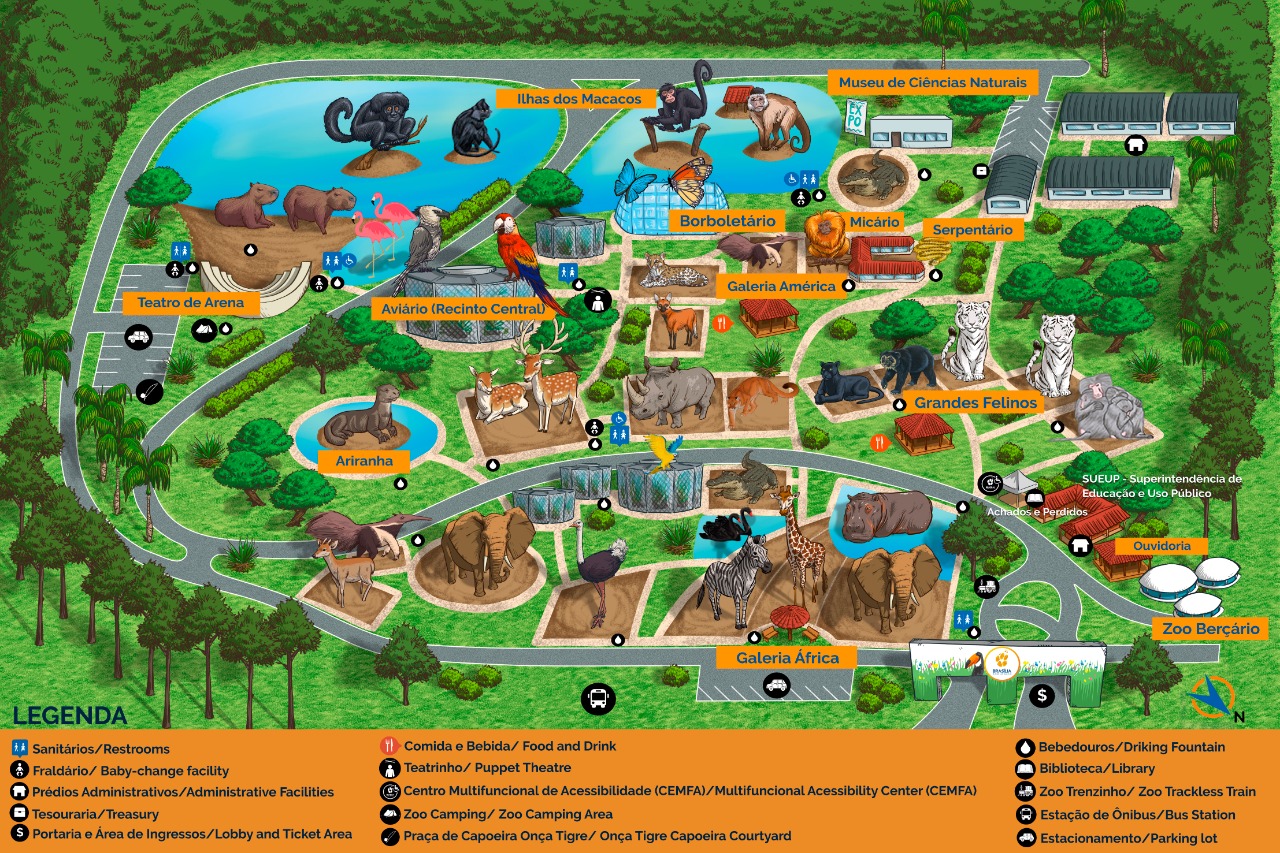 Ilhas dos Macacos
Museu de Ciências Naturais
EXPO
Borboletário
Micário
Serpentário
Galeria América
Teatro de Arena
Aviário (Recinto Central)
Grandes Felinos
Ariranha
SUEUP - Superintendência de
Educação e Uso Público
Achados e Perdidos
Ouvidoria
Zoo Berçário
Galeria África
BRASÍLIA
$
N
LEGENDA
Sanitários/Restrooms
Fraldário/ Baby-change facility
Prédios Administrativos/Administrative Facilities
Tesouraria/Treasury
$ Portaria e Área de Ingressos/Lobby and Ticket Area
Comida e Bebida/ Food and Drink
Teatrinho/ Puppet Theatre
Centro Multifuncional de Acessibilidade (CEMFA)/Multifuncional Acessibility Center (CEMFA)
Zoo Camping/ Zoo Camping Area
Praça de Capoeira Onça Tigre/ Onça Tigre Capoeira Courtyard
Bebedouros/Driking Fountain
Biblioteca/Library
Zoo Trenzinho/ Zoo Trackless Train
Estação de Ônibus/Bus Station
Estacionamento/Parking lot